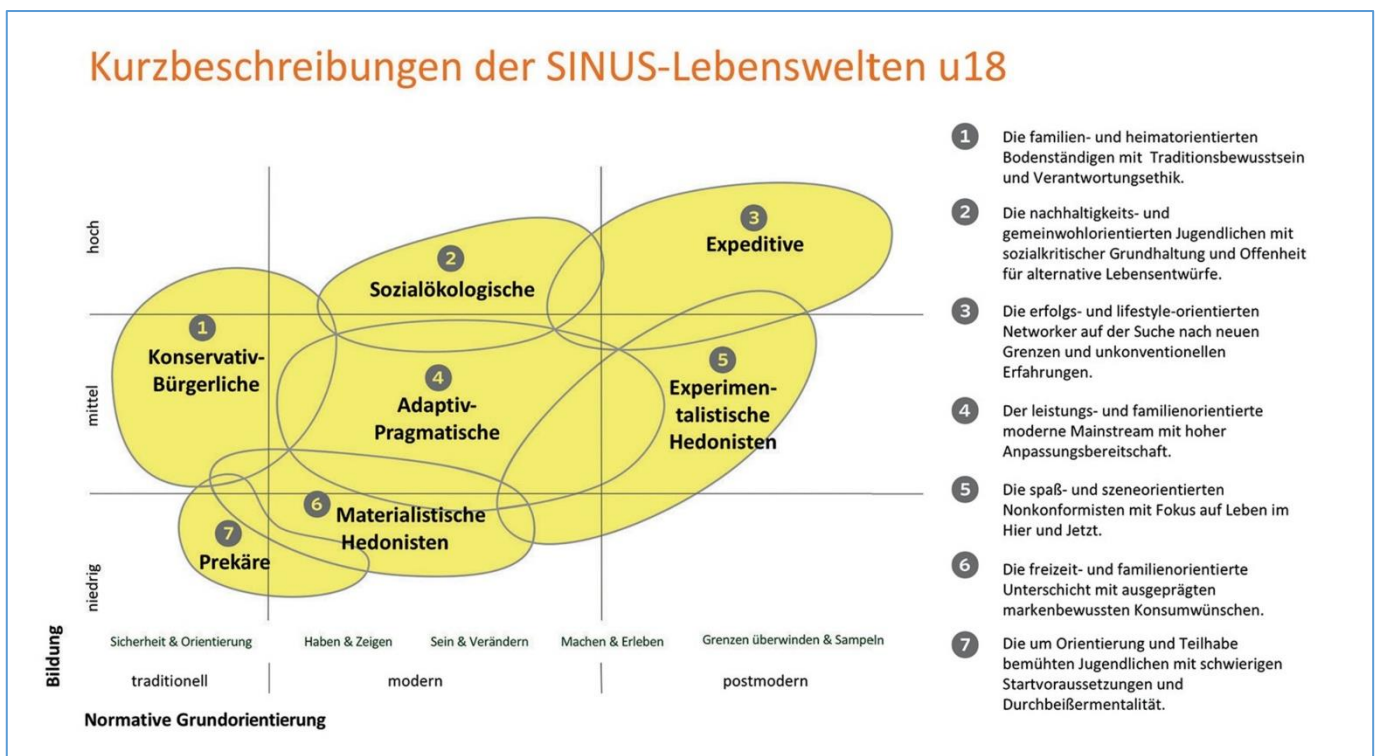 Kurzbeschreibungen der SINUS-Lebenswelten u18
hoch
mittel
niedrig
Bildung
1
Konservativ-
Bürgerliche
2
Sozialökologische
3
Expeditive
4
Adaptiv-
Pragmatische
5
Experimen-
talistische
Hedonisten
6
Materialistische
Hedonisten
7
Prekäre
Sicherheit & Orientierung
Haben & Zeigen
Sein & Verändern
Machen & Erleben
Grenzen überwinden & Sampeln
traditionell
modern
postmodern
Normative Grundorientierung
1
Die familien- und heimatorientierten
Bodenständigen mit Traditionsbewusstsein
und Verantwortungsethik.
2
Die nachhaltigkeits- und
gemeinwohlorientierten Jugendlichen mit
sozialkritischer Grundhaltung und Offenheit
für alternative Lebensentwürfe.
3
Die erfolgs- und lifestyle-orientierten
Networker auf der Suche nach neuen
Grenzen und unkonventionellen
Erfahrungen.
4
Der leistungs- und familienorientierte
moderne Mainstream mit hoher
Anpassungsbereitschaft.
5
Die spaß- und szeneorientierten
Nonkonformisten mit Fokus auf Leben im
Hier und Jetzt.
6
Die freizeit- und familienorientierte
Unterschicht mit ausgeprägten
markenbewussten Konsumwünschen.
7
Die um Orientierung und Teilhabe
bemühten Jugendlichen mit schwierigen
Startvoraussetzungen und
Durchbeißermentalität.